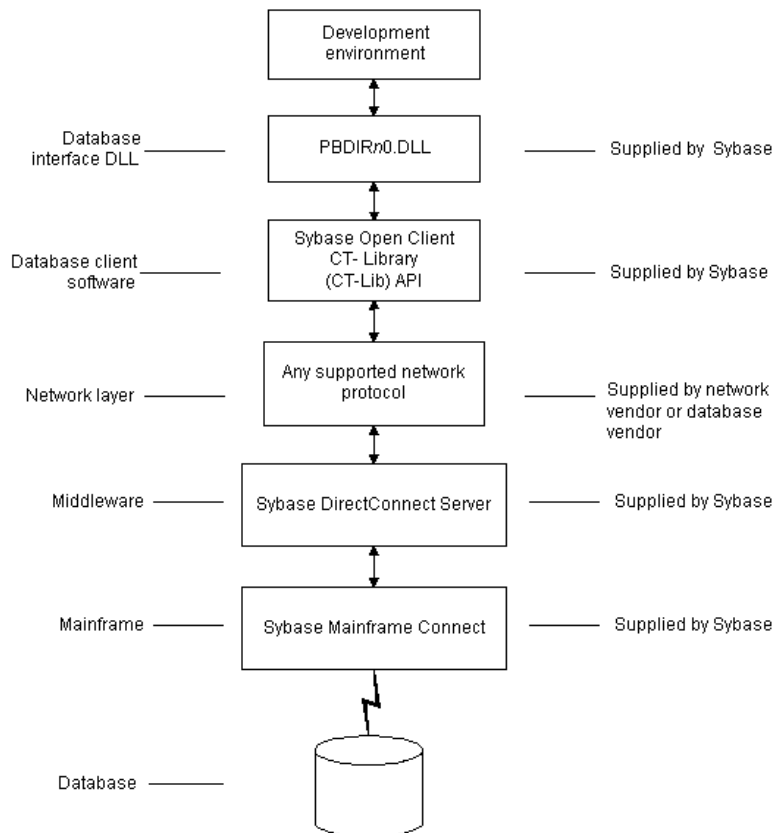 Development
environment
Database
interface DLL
PBDIRn0.DLL
Supplied by Sybase
Database client
software
Sybase Open Client
CT- Library
(CT-Lib) API
Supplied by Sybase
Network layer
Any supported network
protocol
Supplied by network
vendor or database
vendor
Middleware
Sybase DirectConnect Server
Supplied by Sybase
Mainframe
Sybase Mainframe Connect
Supplied by Sybase
Database